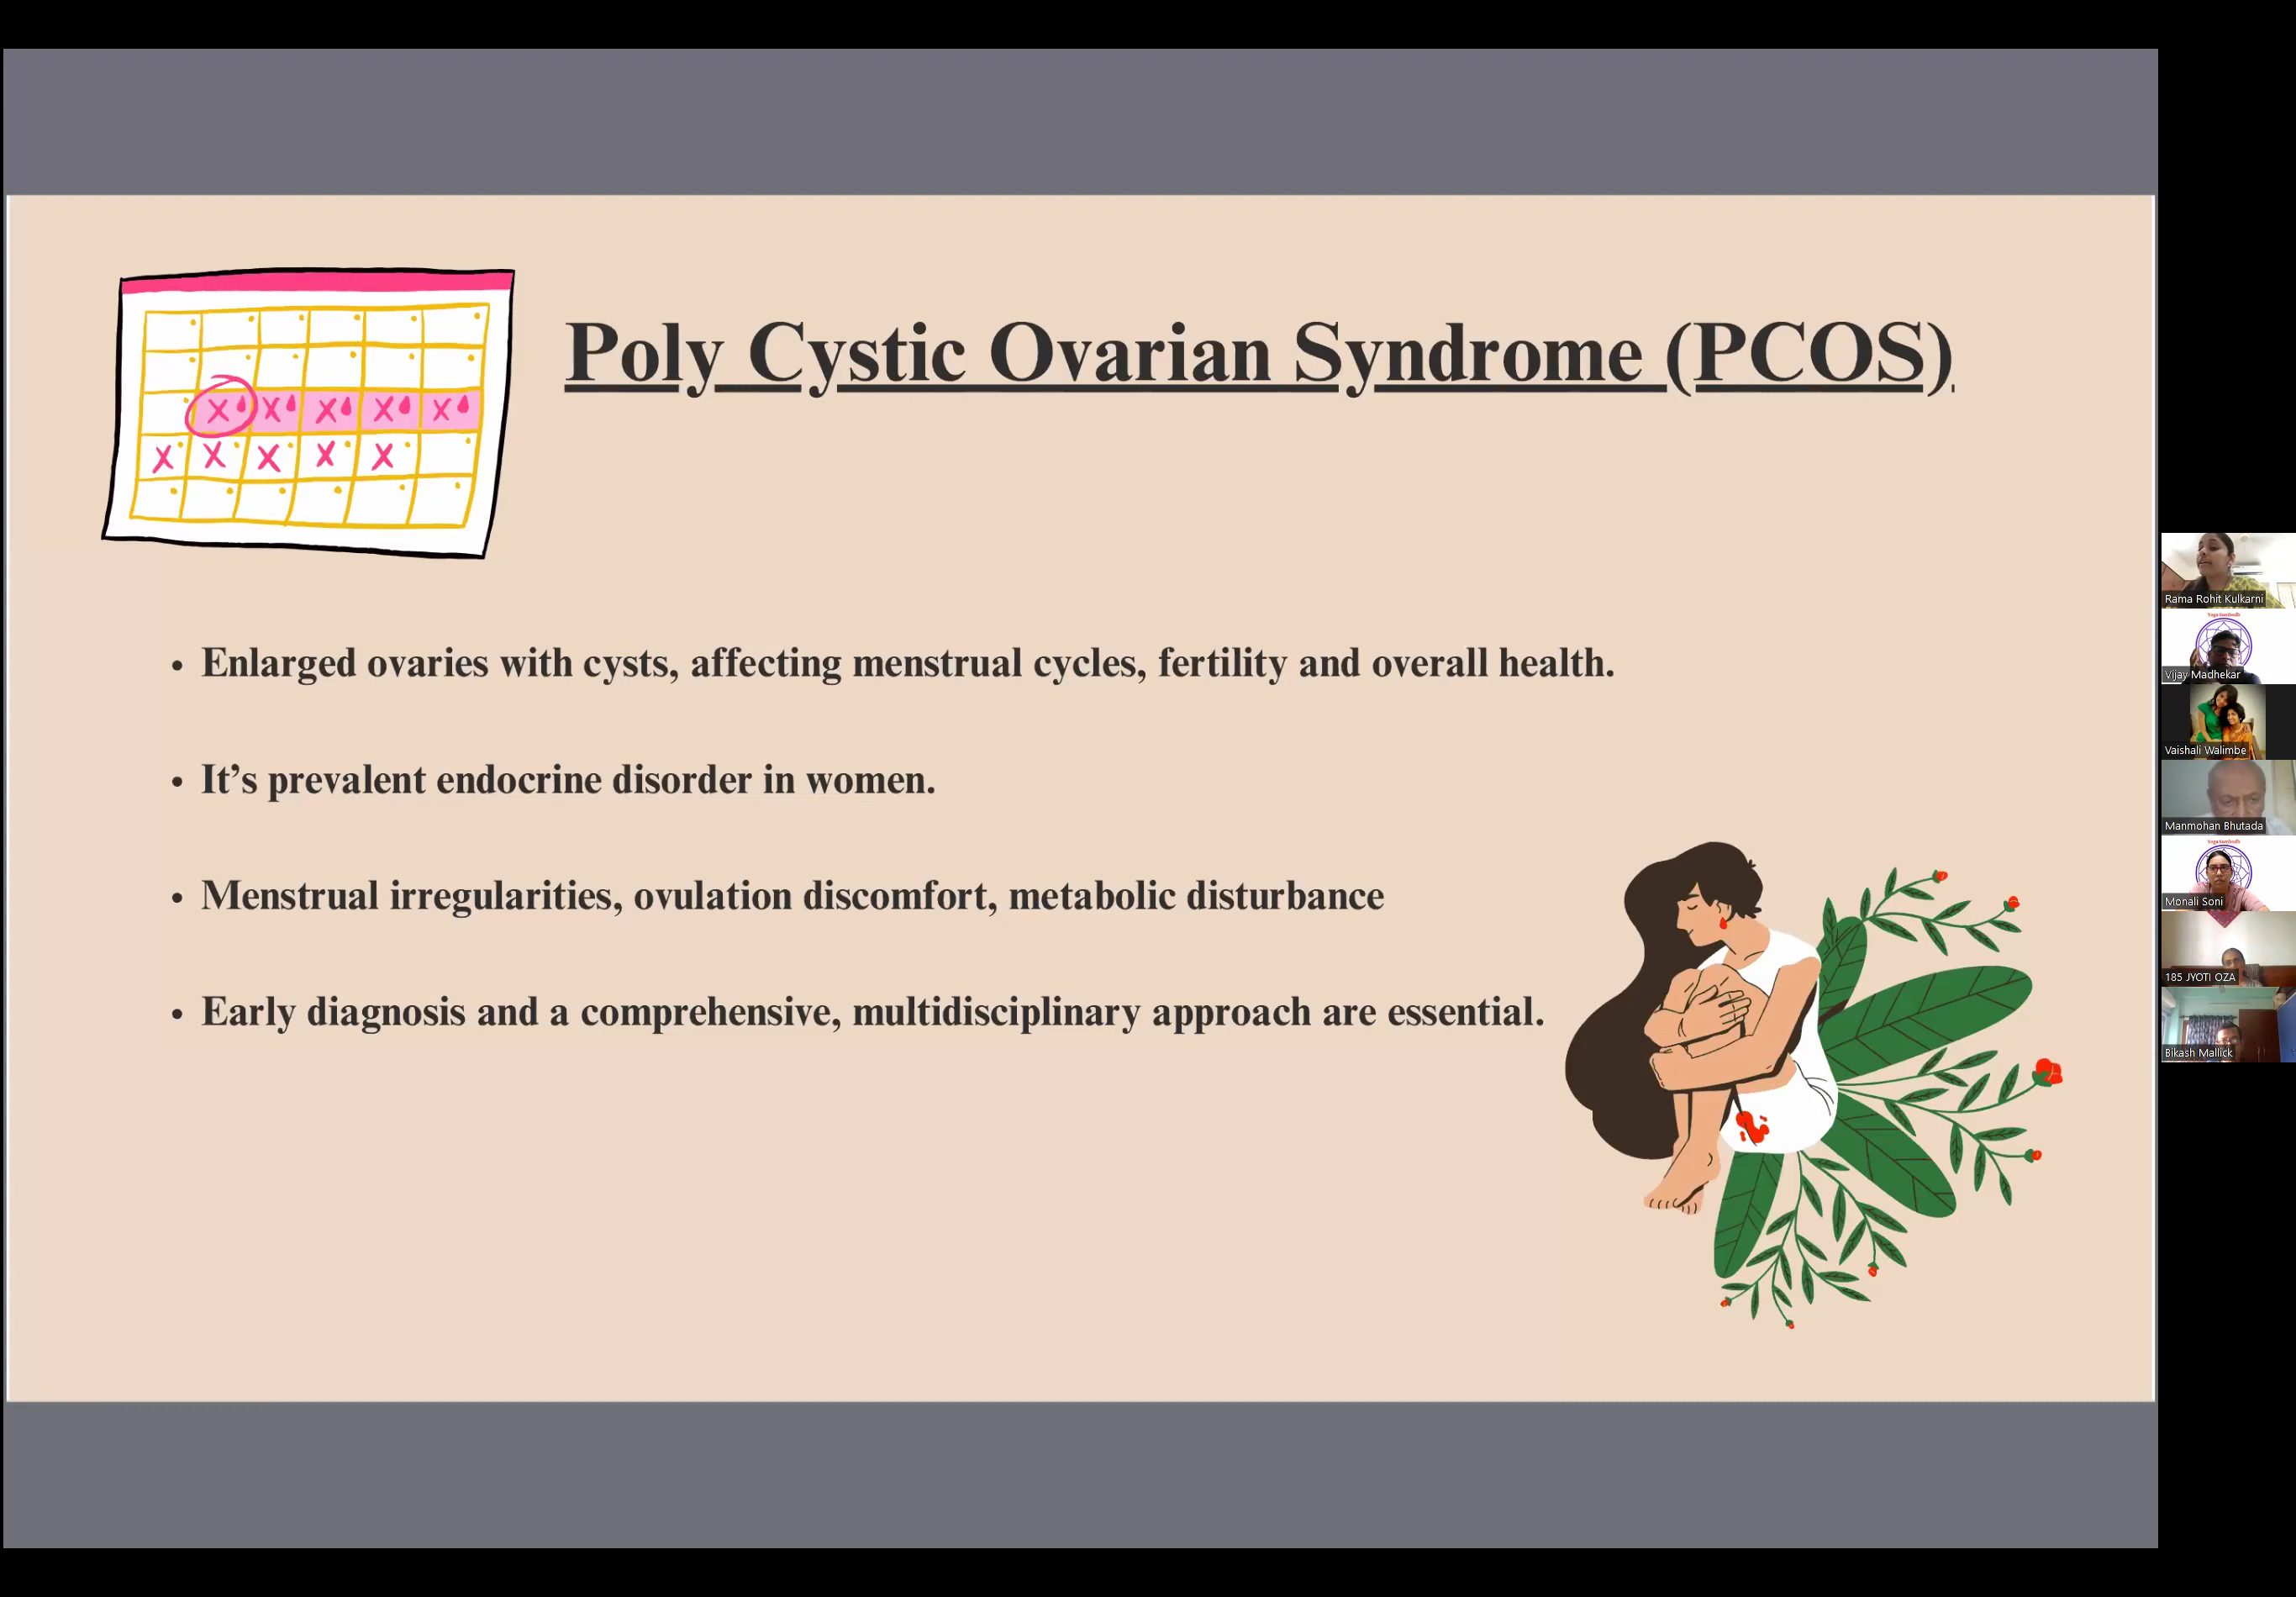 Poly Cystic Ovarian Syndrome (PCOS)
• Enlarged ovaries with cysts, affecting menstrual cycles, fertility and overall health.
• It’s prevalent endocrine disorder in women.
• Menstrual irregularities, ovulation discomfort, metabolic disturbance
• Early diagnosis and a comprehensive, multidisciplinary approach are essential.
Rama Rohit Kulkarni
Vijay Madhekar
Vaishali Walimbe
Manmohan Bhutada
Monali Soni
185 JYOTI OZA
Bikash Mallick